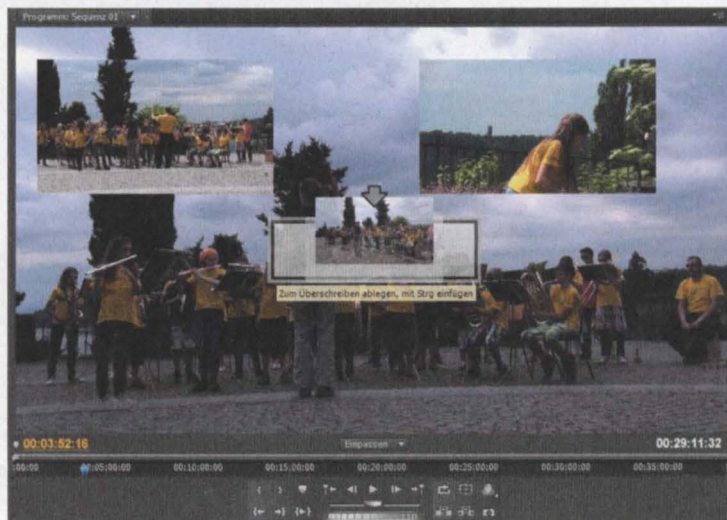 Programm: Sequenz 01
Zum Überschreiben ablegen, mit Strg einfügen
00:03:52:16
Einpassen
00:29:11:32
:00:00 00:05:00:00 00:10:00:00 00:15:00:00 00:20:00:00 00:25:00:00 00:30:00:00 00:35:00:00